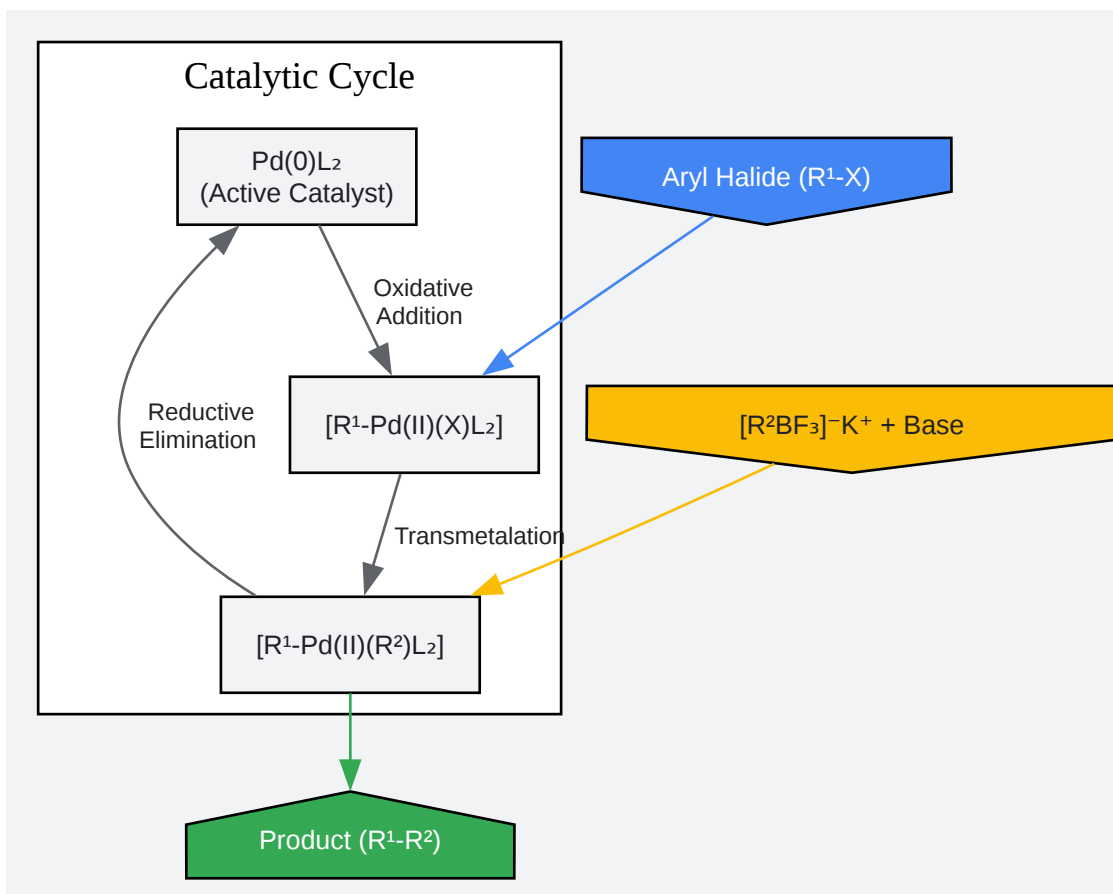 Catalytic Cycle
Pd(0)L₂
(Active Catalyst)
Aryl Halide (R¹-X)
Oxidative
Addition
[R¹-Pd(II)(X)L₂]
[R²BF₃]⁻K⁺ + Base
Reductive
Elimination
Transmetalation
[R¹-Pd(II)(R²)L₂]
Product (R¹-R²)